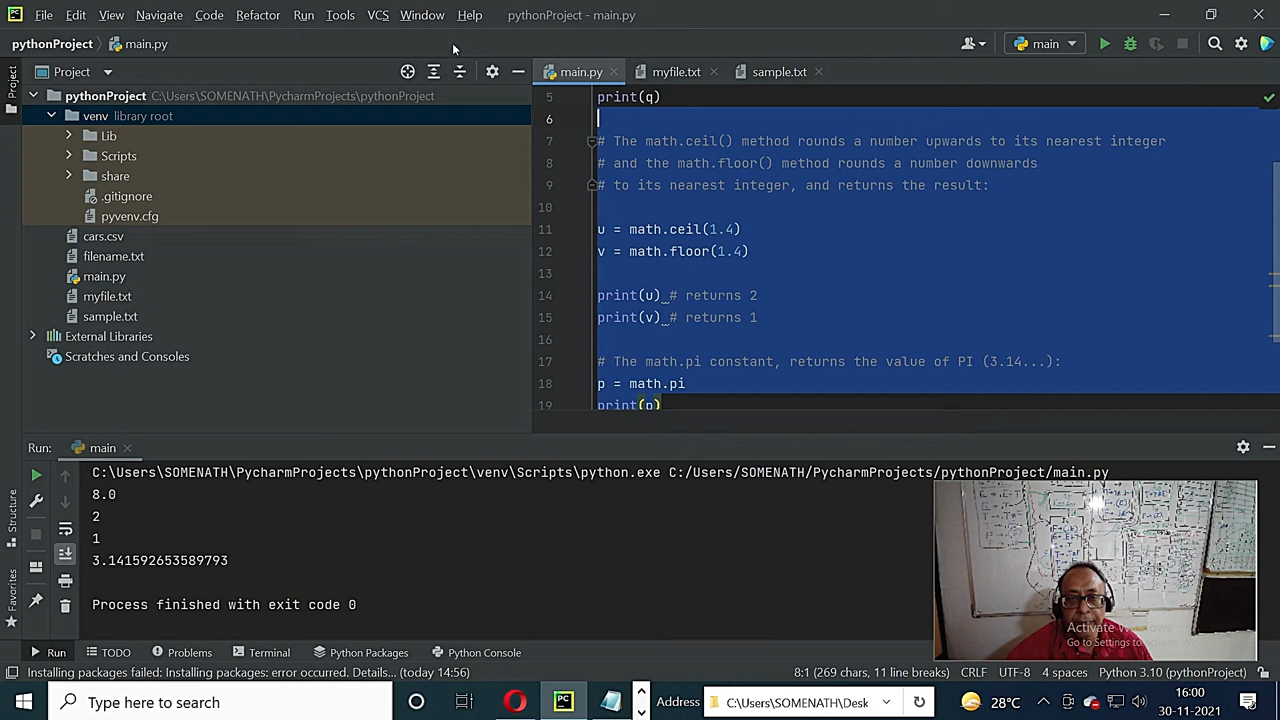 File Edit View Navigate Code Refactor Run Tools VCS Window Help pythonProject - main.py
pythonProject main.py main
Project
Project main.py myfile.txt sample.txt
pythonProject C:\Users\SOMENATH\PycharmProjects\pythonProject
venv library root
Lib
Scripts
share
.gitignore
pyvenv.cfg
cars.csv
filename.txt
main.py
myfile.txt
sample.txt
External Libraries
Scratches and Consoles
5 print(q)
6
7 # The math.ceil() method rounds a number upwards to its nearest integer
8 # and the math.floor() method rounds a number downwards
9 # to its nearest integer, and returns the result:
10
11 u = math.ceil(1.4)
12 v = math.floor(1.4)
13
14 print(u) # returns 2
15 print(v) # returns 1
16
17 # The math.pi constant, returns the value of PI (3.14...):
18 p = math.pi
19 print(p)
Run: main
C:\Users\SOMENATH\PycharmProjects\pythonProject\venv\Scripts\python.exe C:/Users/SOMENATH/PycharmProjects/pythonProject/main.py
8.0
2
1
3.141592653589793
Process finished with exit code 0
Structure
Favorites
Activate Windows
Go to Settings to
Run TODO Problems Terminal Python Packages Python Console
Installing packages failed: Installing packages: error occurred. Details... (today 14:56) 8:1 (269 chars, 11 line breaks) CRLF UTF-8 4 spaces Python 3.10 (pythonProject)
Type here to search Address C:\Users\SOMENATH\Desk 28°C 16:00
30-11-2021